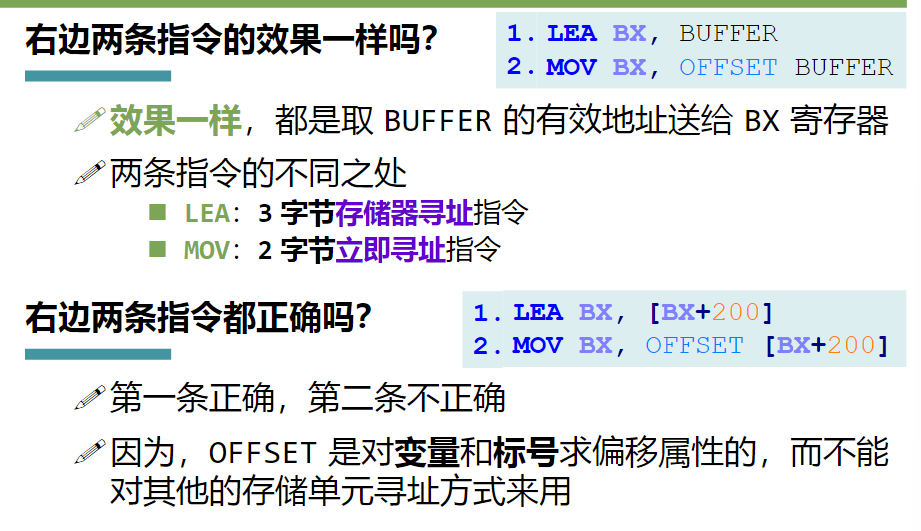 右边两条指令的效果一样吗?
1. LEA BX, BUFFER
2. MOV BX, OFFSET BUFFER
效果一样，都是取 BUFFER 的有效地址送给 BX 寄存器
两条指令的不同之处
LEA：3 字节存储器寻址指令
MOV：2 字节立即寻址指令
右边两条指令都正确吗?
1. LEA BX, [BX+200]
2. MOV BX, OFFSET [BX+200]
第一条正确，第二条不正确
因为，OFFSET 是对变量和标号求偏移属性的，而不能
对其他的存储单元寻址方式来用